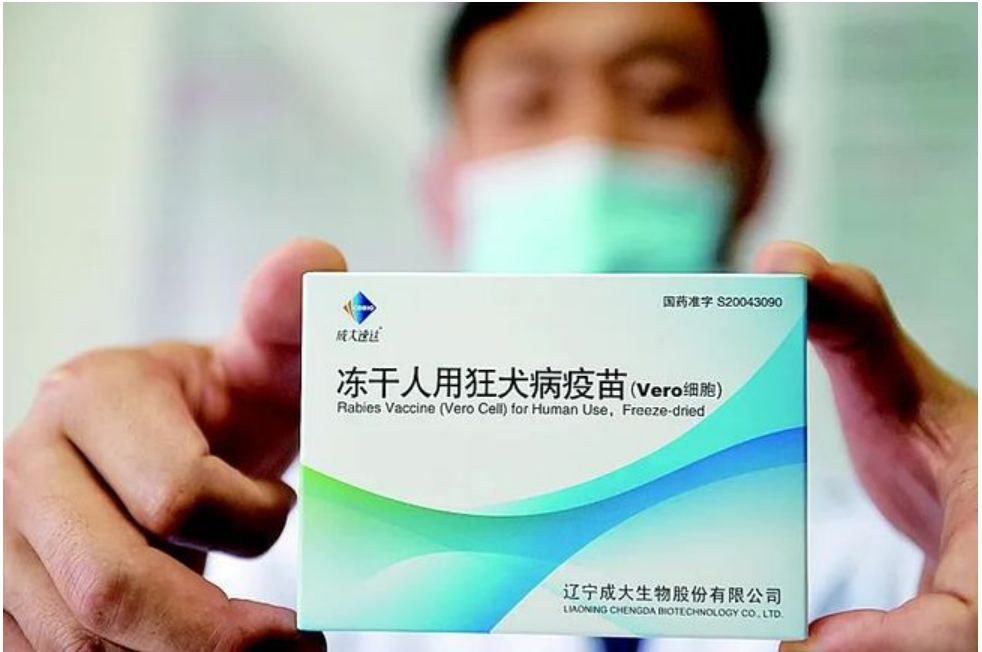 国药准字 S20043090
CDBIO
成大速达
冻干人用狂犬病疫苗(Vero细胞)
Rabies Vaccine (Vero Cell) for Human Use, Freeze-dried
辽宁成大生物股份有限公司
LIAONING CHENGDA BIOTECHNOLOGY CO., LTD.